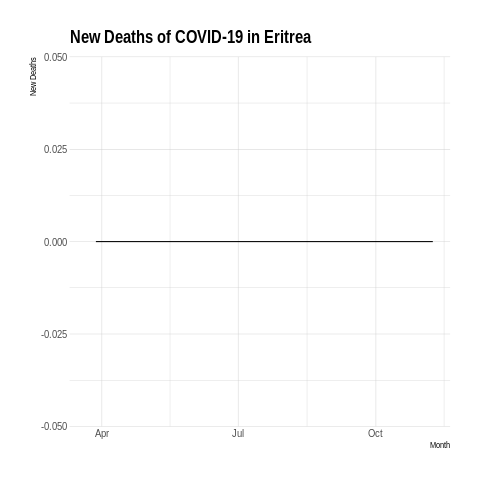 New Deaths of COVID-19 in Eritrea
New Deaths
0.050
0.025
0.000
-0.025
-0.050
Apr Jul Oct
Month